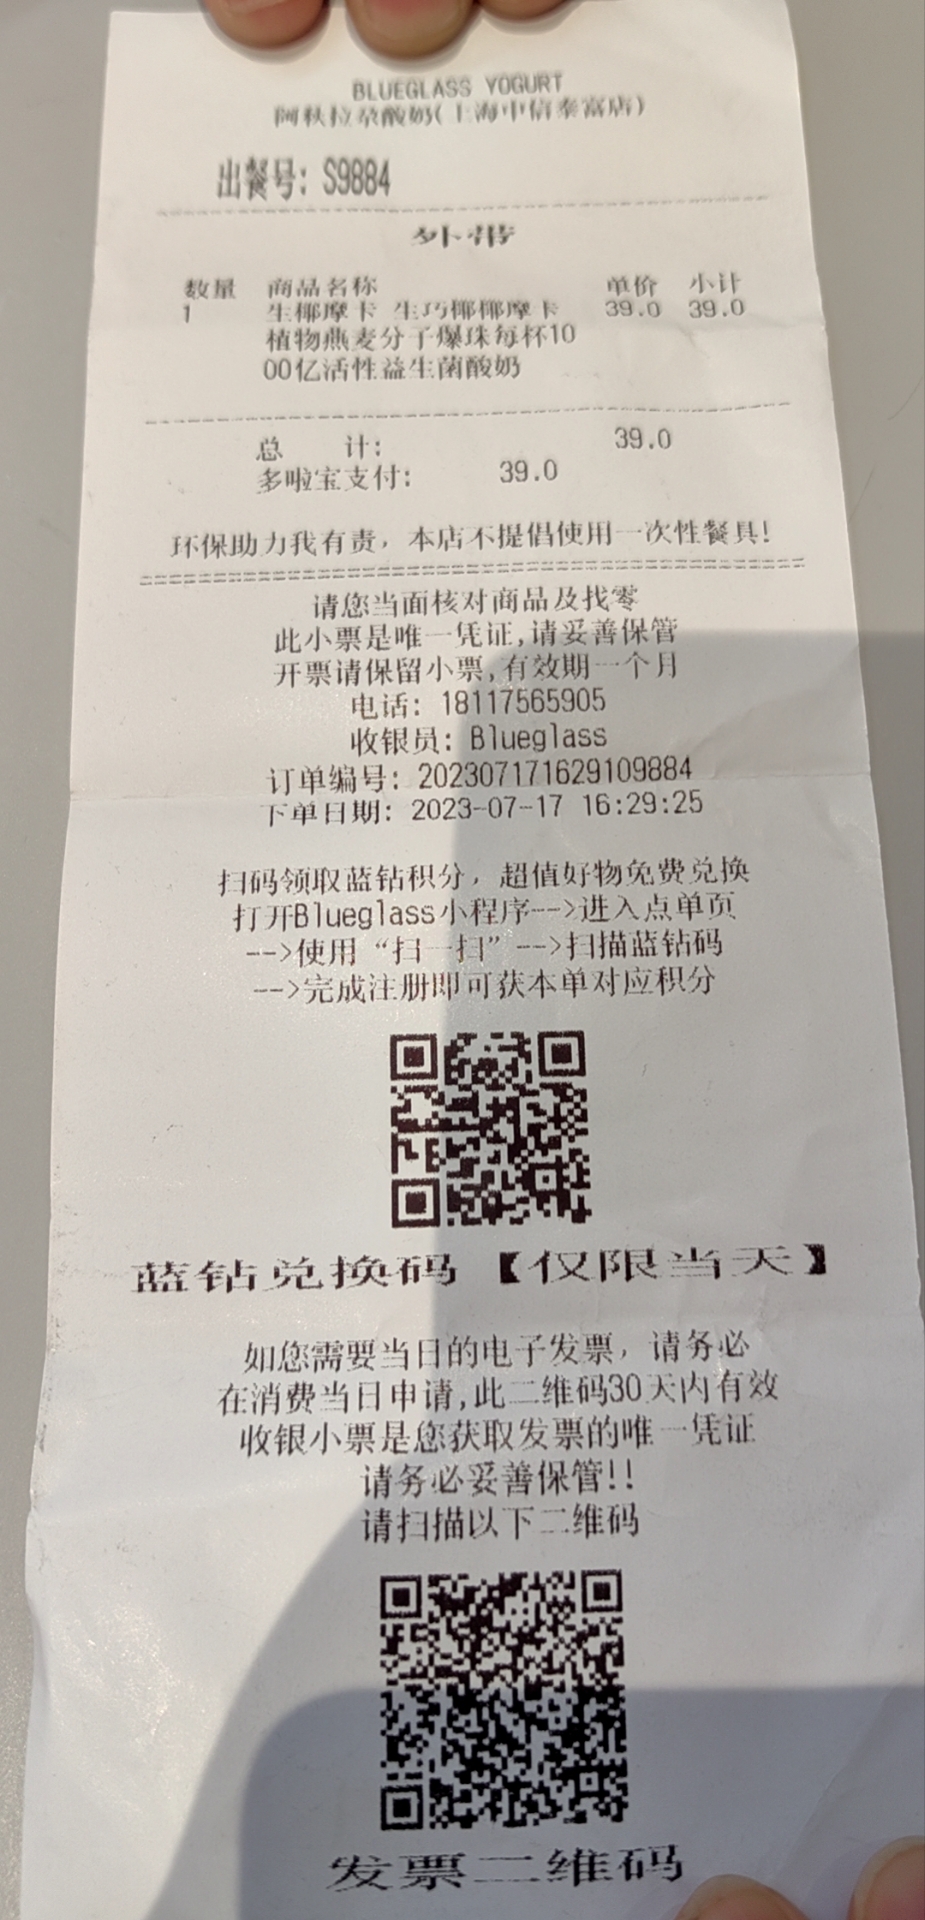 BLUEGLASS YOGURT
阿秋拉尕酸奶(上海中信泰富店)
出餐号: S9884
外带
数量 商品名称 单价 小计
1 生椰摩卡 生巧椰椰摩卡 39.0 39.0
植物燕麦分子爆珠每杯10
00亿活性益生菌酸奶
总 计: 39.0
多啦宝支付: 39.0
环保助力我有责，本店不提倡使用一次性餐具!
请您当面核对商品及找零
此小票是唯一凭证,请妥善保管
开票请保留小票,有效期一个月
电话: 18117565905
收银员: Blueglass
订单编号: 202307171629109884
下单日期: 2023-07-17 16:29:25
扫码领取蓝钻积分，超值好物免费兑换
打开Blueglass小程序-->进入点单页
-->使用“扫一扫”-->扫描蓝钻码
-->完成注册即可获本单对应积分
蓝钻兑换码【仅限当天】
如您需要当日的电子发票，请务必
在消费当日申请,此二维码30天内有效
收银小票是您获取发票的唯一凭证
请务必妥善保管!!
请扫描以下二维码
发票二维码